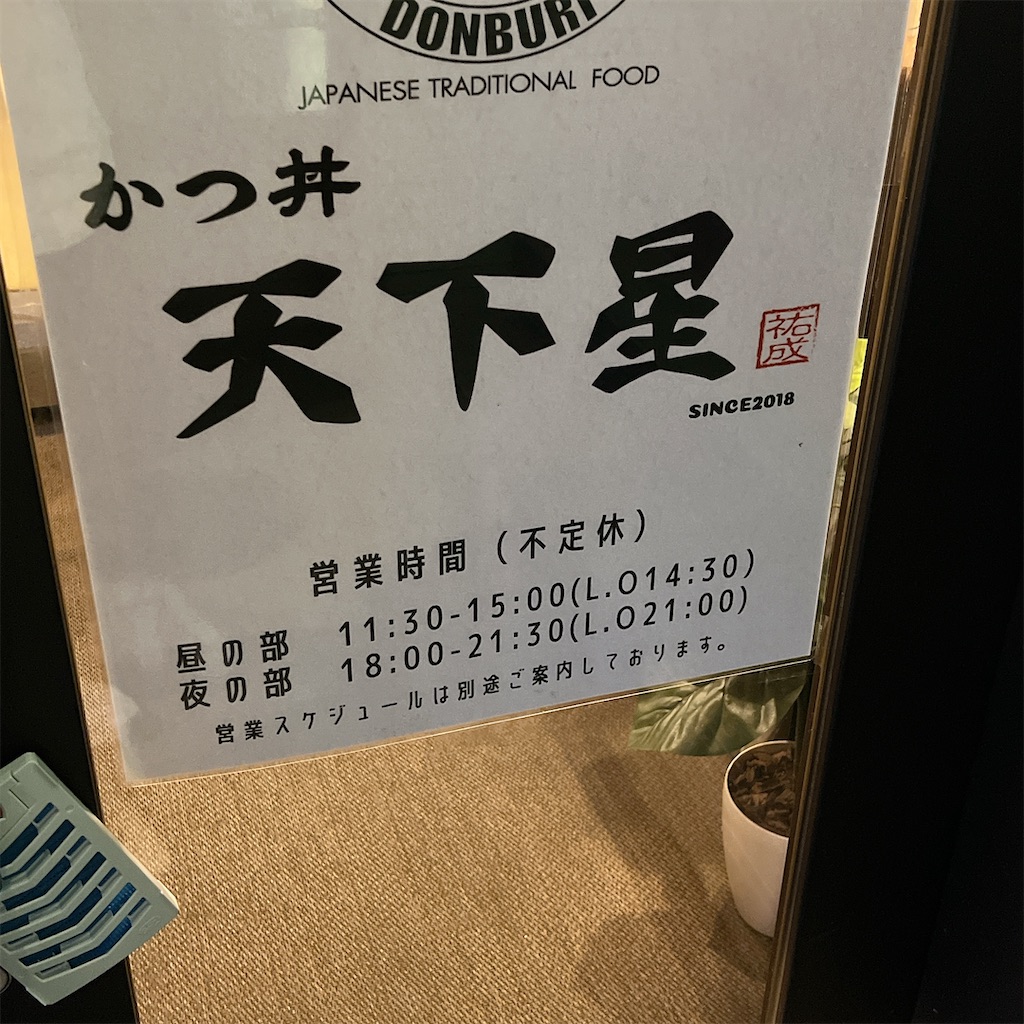 DONBURI
JAPANESE TRADITIONAL FOOD
かつ丼
天下星
祐成
SINCE2018
営業時間(不定休)
昼の部 11:30-15:00(L.O14:30)
夜の部 18:00-21:30(L.O21:00)
営業スケジュールは別途ご案内しております。